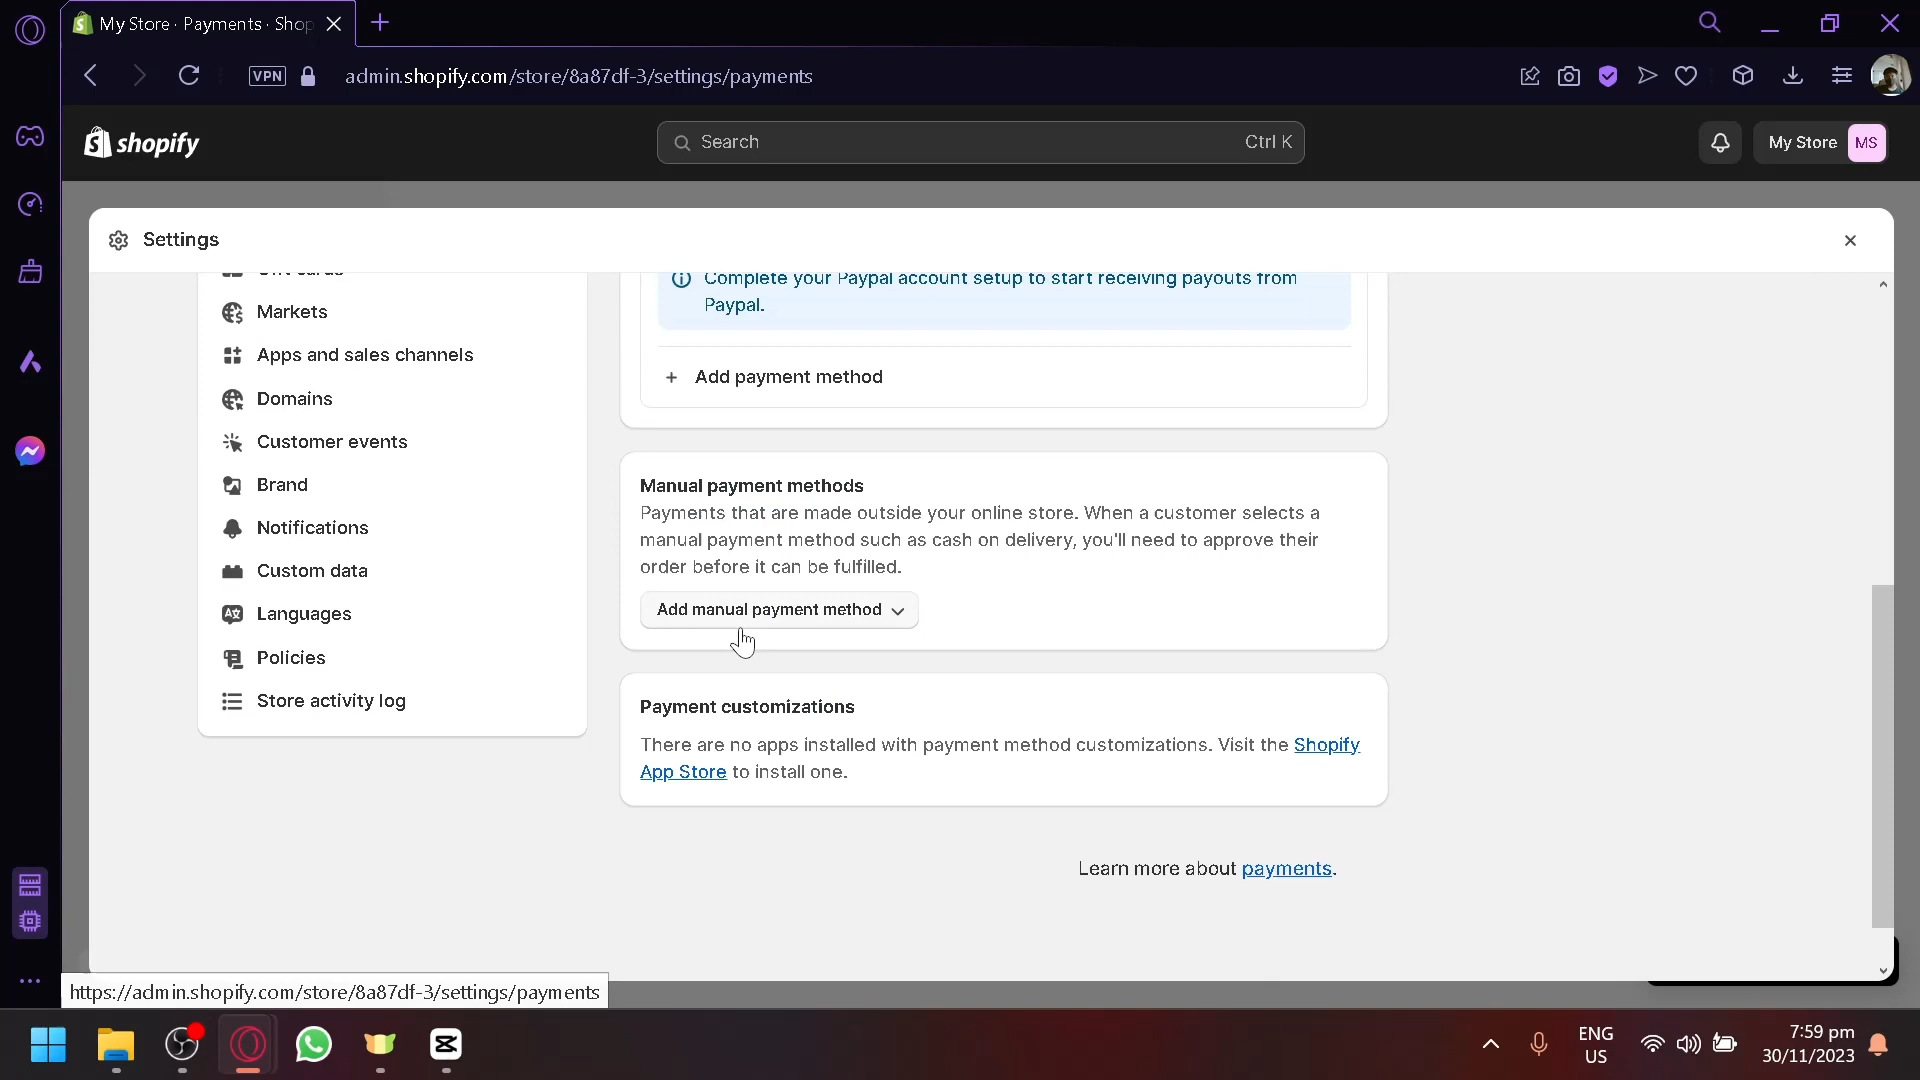 My Store · Payments · Shop
VPN
admin.shopify.com/store/8a87df-3/settings/payments
shopify
Search
Ctrl K
My Store
MS
Settings
Markets
Apps and sales channels
Domains
Customer events
Brand
Notifications
Custom data
Languages
Policies
Store activity log
Complete your Paypal account setup to start receiving payouts from
Paypal.
+ Add payment method
Manual payment methods
Payments that are made outside your online store. When a customer selects a
manual payment method such as cash on delivery, you'll need to approve their
order before it can be fulfilled.
Add manual payment method
Payment customizations
There are no apps installed with payment method customizations. Visit the Shopify
App Store to install one.
Learn more about payments.
https://admin.shopify.com/store/8a87df-3/settings/payments
ENG
US
7:59 pm
30/11/2023